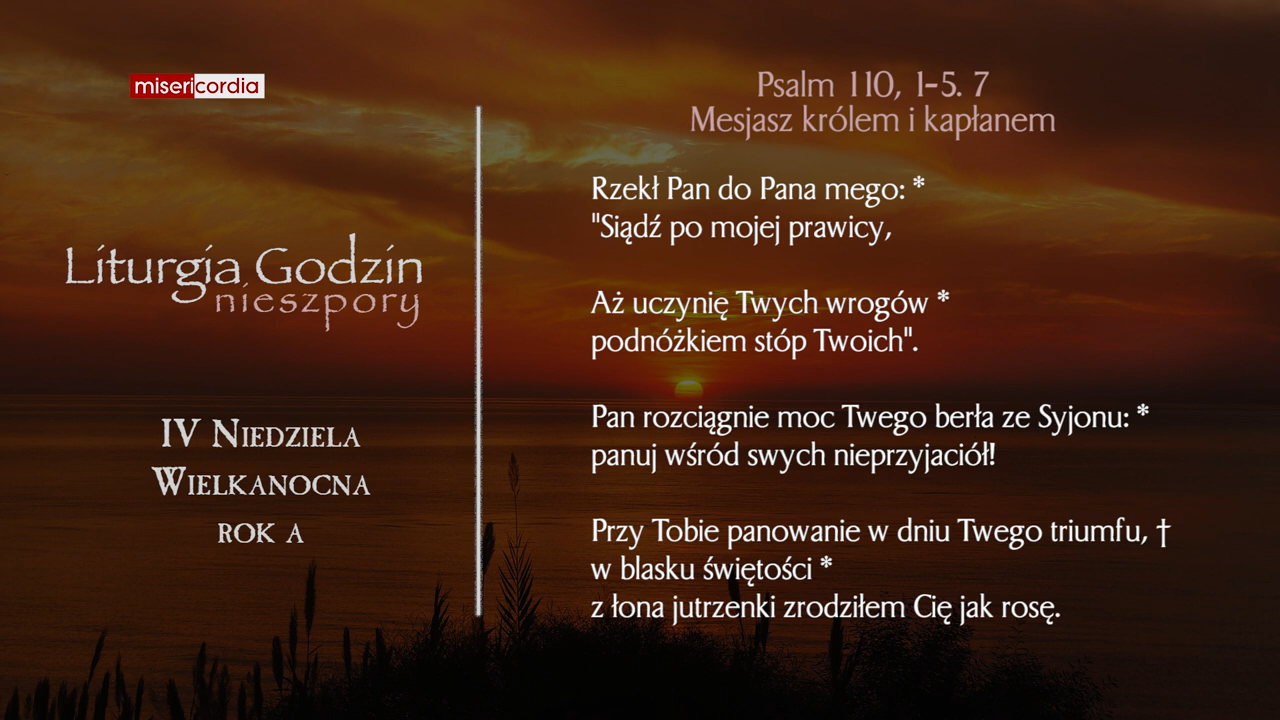 misericordia
Liturgia Godzin
nieszpory
IV Niedziela
Wielkanocna
rok A
Psalm 110, 1-5. 7
Mesjasz królem i kapłanem
Rzekł Pan do Pana mego: *
"Siądź po mojej prawicy,
Aż uczynię Twych wrogów *
podnóżkiem stóp Twoich".
Pan rozciągnie moc Twego berła ze Syjonu: *
panuj wśród swych nieprzyjaciół!
Przy Tobie panowanie w dniu Twego triumfu, †
w blasku świętości *
z łona jutrzenki zrodziłem Cię jak rosę.